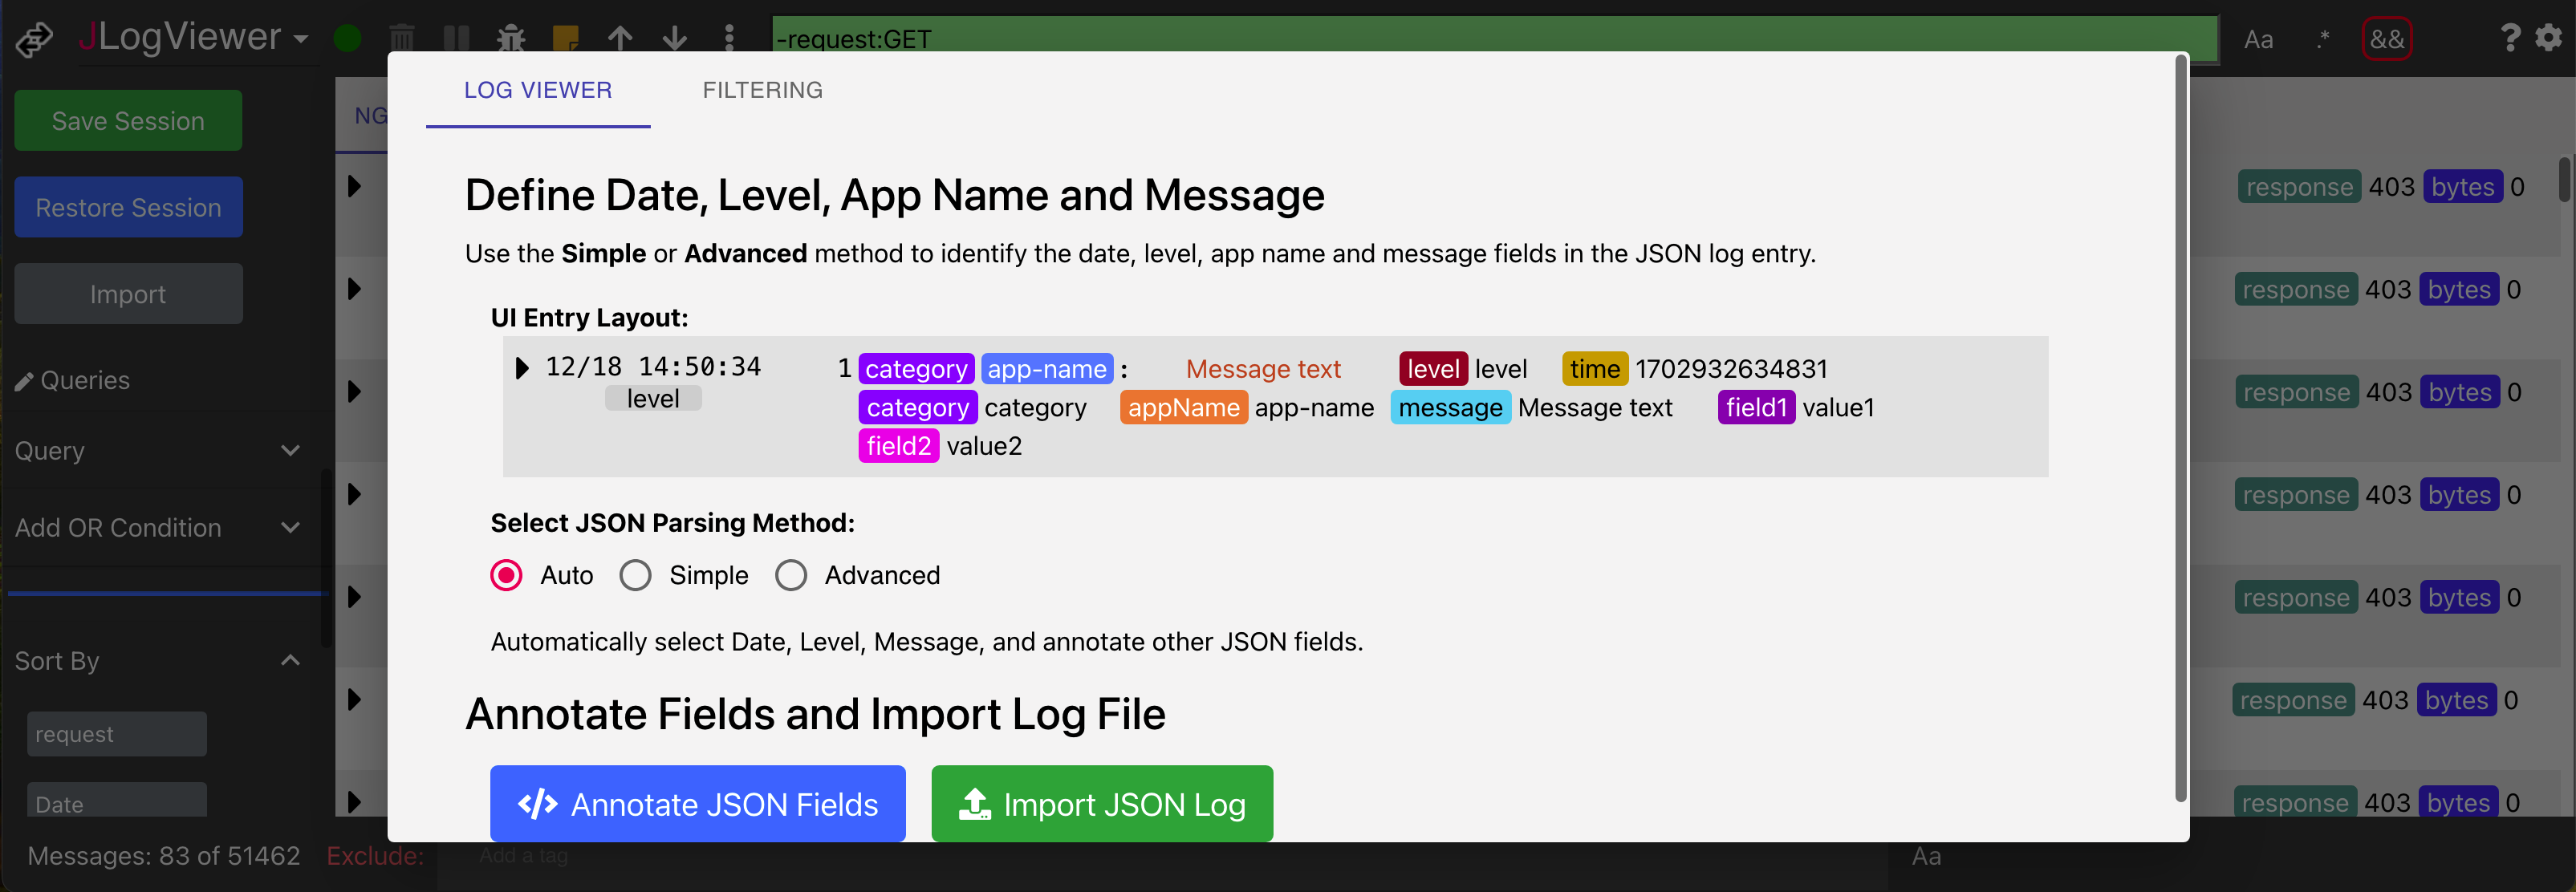 JLogViewer
-request:GET
Aa .* && ?
Save Session
Restore Session
Import
Queries
Query
Add OR Condition
Sort By
request
Date
Messages: 83 of 51462 Exclude: Add a tag Aa
NG
LOG VIEWER FILTERING
Define Date, Level, App Name and Message
Use the Simple or Advanced method to identify the date, level, app name and message fields in the JSON log entry.
UI Entry Layout:
12/18 14:50:34 1 category app-name : Message text level level time 1702932634831
level category category appName app-name message Message text field1 value1
field2 value2
Select JSON Parsing Method:
Auto Simple Advanced
Automatically select Date, Level, Message, and annotate other JSON fields.
Annotate Fields and Import Log File
</> Annotate JSON Fields Import JSON Log
response 403 bytes 0
response 403 bytes 0
response 403 bytes 0
response 403 bytes 0
response 403 bytes 0
response 403 bytes 0
response 403 bytes 0